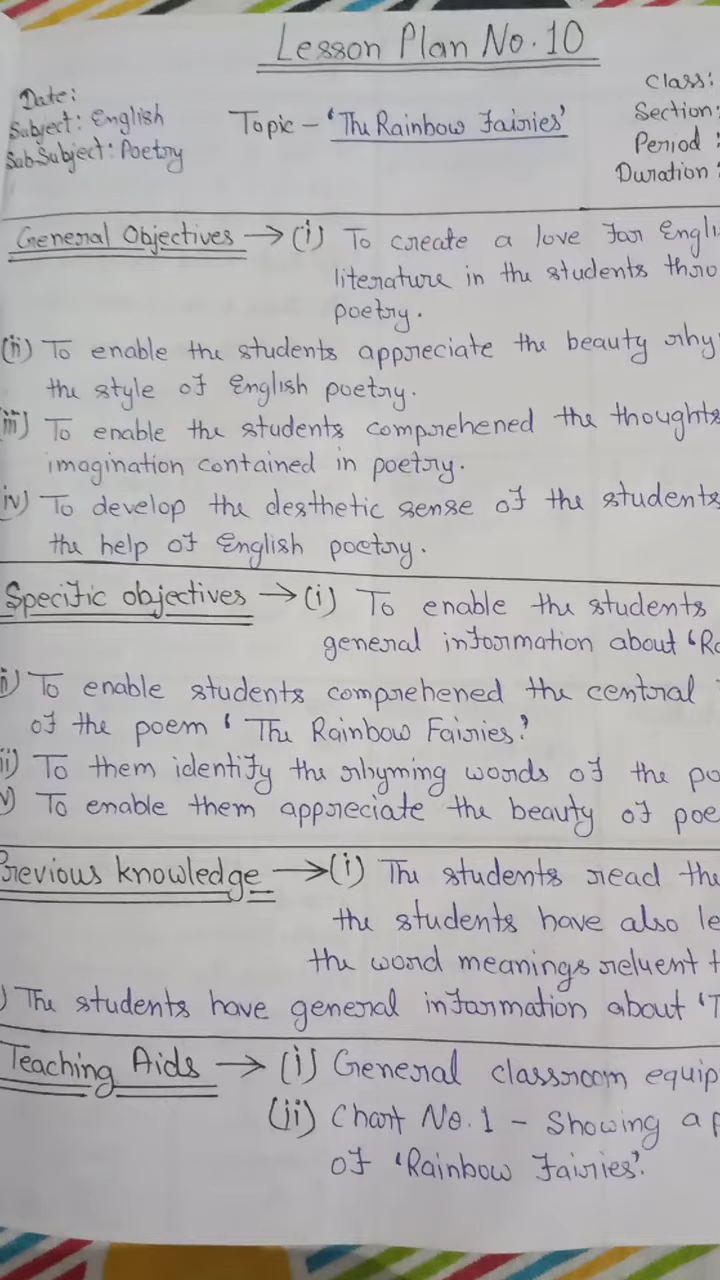 Lesson Plan No. 10
Date:
Subject: English
SubSubject: Poetry
Topic - 'The Rainbow Fairies'
Class:
Section:
Period :
Duration :
General Objectives → (i) To create a love for Engli
literature in the students thro
poetry.
(ii) To enable the students appreciate the beauty rhy
the style of English poetry.
(iii) To enable the students comprehened the thoughts
imagination contained in poetry.
(iv) To develop the desthetic sense of the students
the help of English poetry.
Specific objectives → (i) To enable the students
general information about 'Ra
ii) To enable students comprehened the central
of the poem 'The Rainbow Fairies'
iii) To them identify the rhyming words of the po
iv) To enable them appreciate the beauty of poe
Previous knowledge → (i) The students read the
the students have also le
the word meanings reluent t
) The students have general information about 'T
Teaching Aids → (i) General classroom equip
(ii) Chart No. 1 - Showing a p
of 'Rainbow Fairies'.